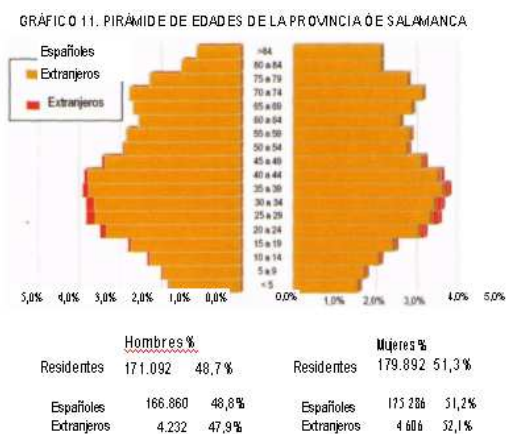 GRÁFICO 11. PIRÁMIDE DE EDADES DE LA PROVINCIA ÓE SALAMANCA
Españoles
Extranjeros
Extranjeros
>84
80 a 84
75 a 79
70 a 74
65 a 69
60 a 64
55 a 59
50 a 54
45 a 49
40 a 44
35 a 39
30 a 34
25 a 29
20 a 24
15 a 19
10 a 14
5 a 9
< 5
5,0% 4,0% 3,0% 2,0% 1,0% 0,0% 0,0% 1,0% 2,0% 3,0% 4,0% 5,0%
Hombres % Mujeres %
Residentes 171.092 48,7% Residentes 179.892 51,3%
Españoles 166.860 48,8% Españoles 175 286 51,2%
Extranjeros 4.232 47,9% Extranjeros 4 606 52,1%